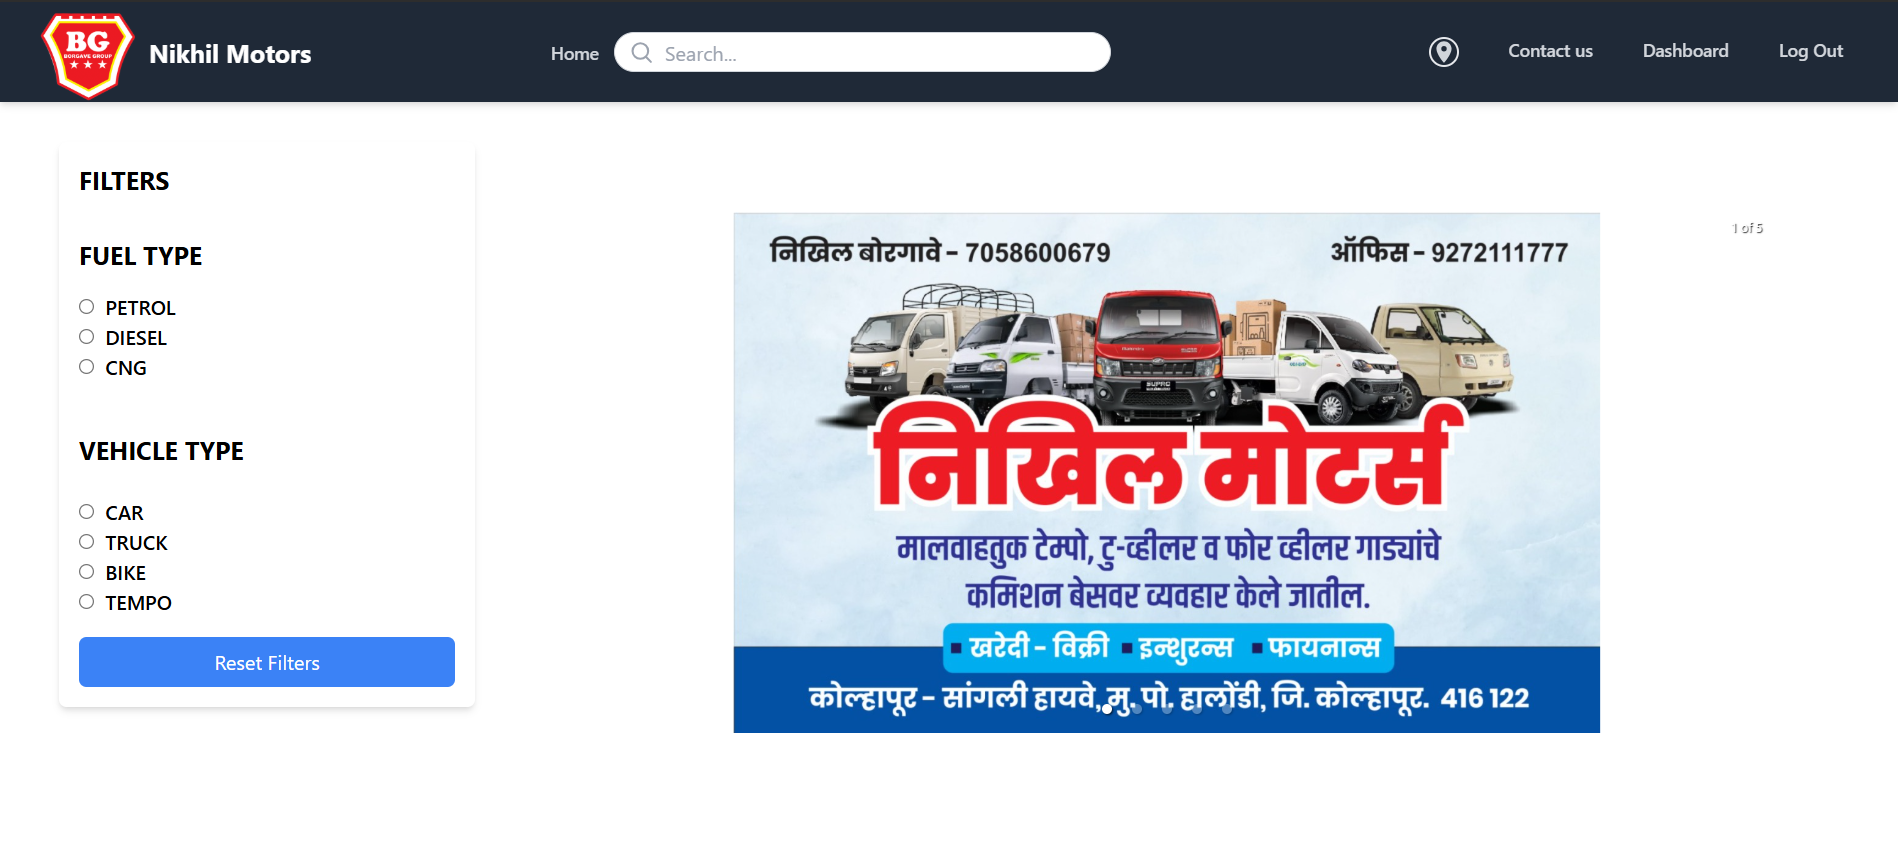 BG
BORGAVE GROUP
Nikhil Motors
Home
Search...
Contact us
Dashboard
Log Out
FILTERS
FUEL TYPE
PETROL
DIESEL
CNG
VEHICLE TYPE
CAR
TRUCK
BIKE
TEMPO
Reset Filters
1 of 5
निखिल बोरगावे - 7058600679
ऑफिस - 9272111777
SUPRO
निखिल मोटर्स
मालवाहतुक टेम्पो, टु-व्हीलर व फोर व्हीलर गाड्यांचे
कमिशन बेसवर व्यवहार केले जातील.
▪ खरेदी - विक्री ▪ इन्शुरन्स ▪ फायनान्स
कोल्हापूर - सांगली हायवे, मु. पो. हालोंडी, जि. कोल्हापूर. 416 122